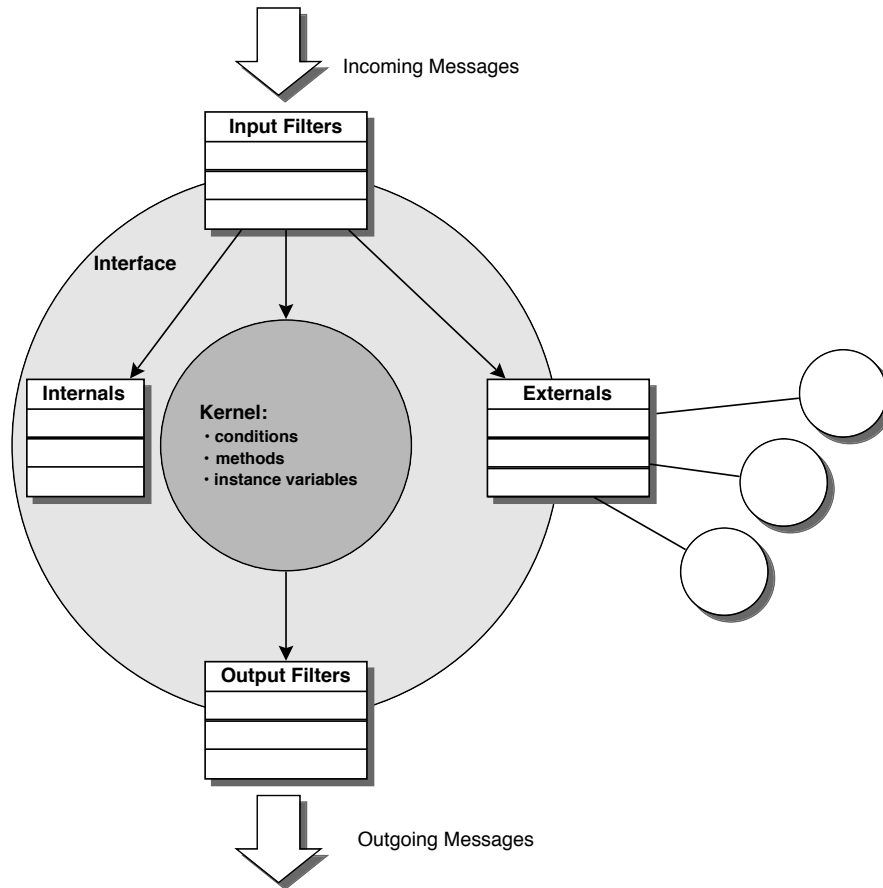 Incoming Messages
Input Filters
Interface
Internals
Externals
Kernel:
· conditions
· methods
· instance variables
Output Filters
Outgoing Messages